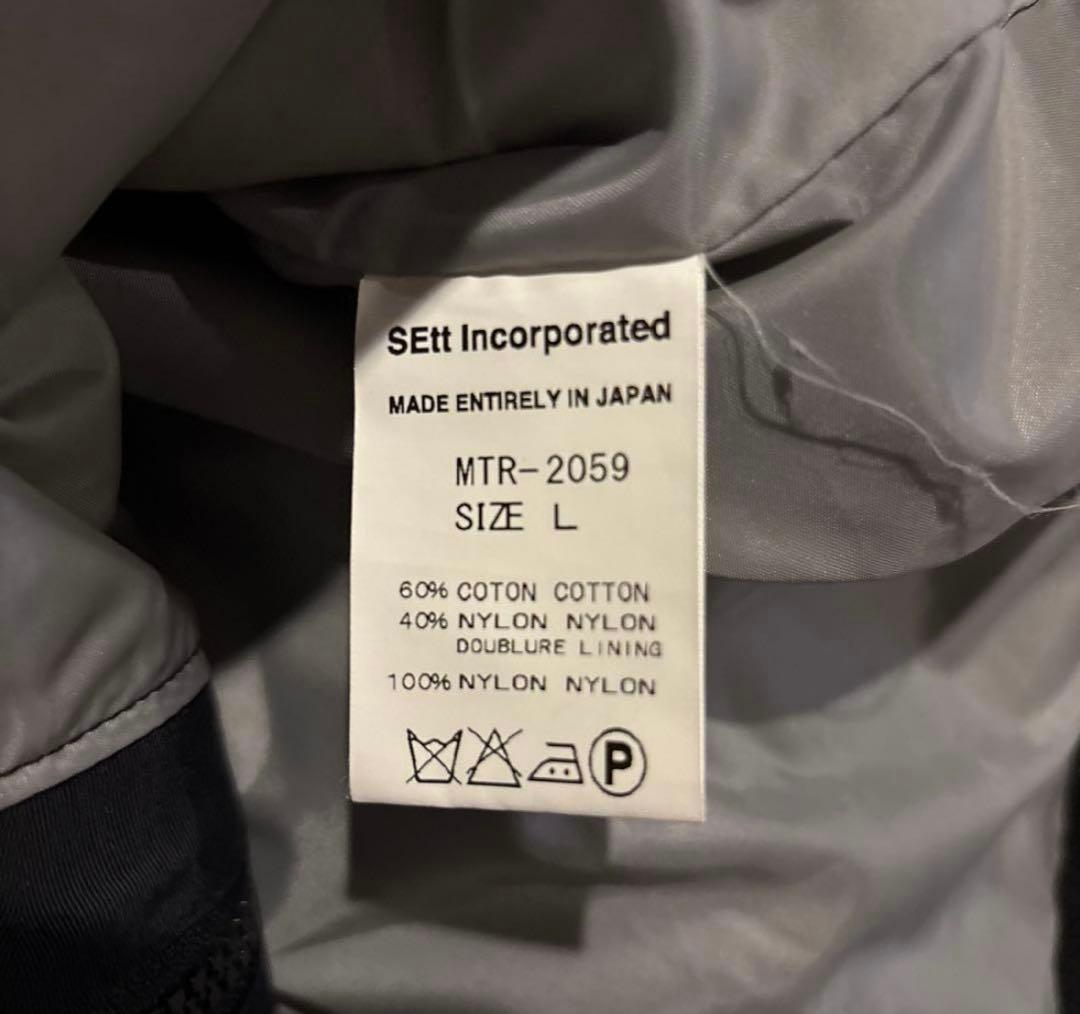 SEtt Incorporated
MADE ENTIRELY IN JAPAN
MTR-2059
SIZE L
60% COTON COTTON
40% NYLON NYLON
DOUBLURE LINING
100% NYLON NYLON
P